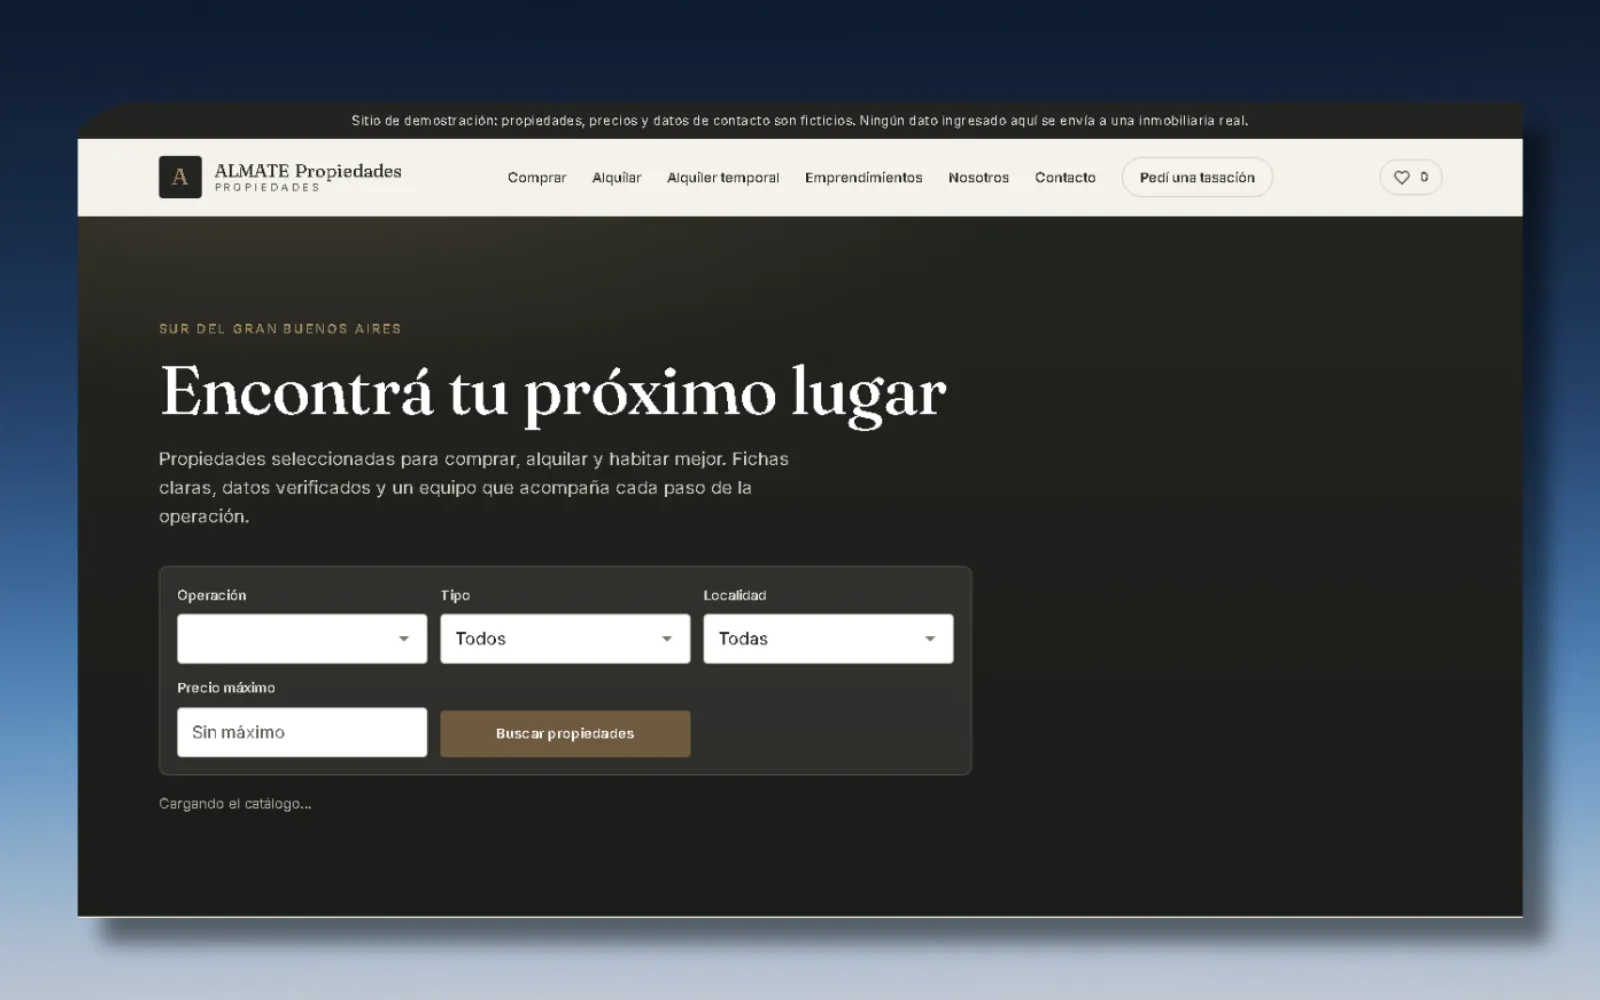 Sitio de demostración: propiedades, precios y datos de contacto son ficticios. Ningún dato ingresado aquí se envía a una inmobiliaria real.
A
ALMATE Propiedades
PROPIEDADES
Comprar
Alquilar
Alquiler temporal
Emprendimientos
Nosotros
Contacto
Pedí una tasación
0
SUR DEL GRAN BUENOS AIRES
Encontrá tu próximo lugar
Propiedades seleccionadas para comprar, alquilar y habitar mejor. Fichas
claras, datos verificados y un equipo que acompaña cada paso de la
operación.
Operación
Tipo
Localidad
Todos
Todas
Precio máximo
Sin máximo
Buscar propiedades
Cargando el catálogo...